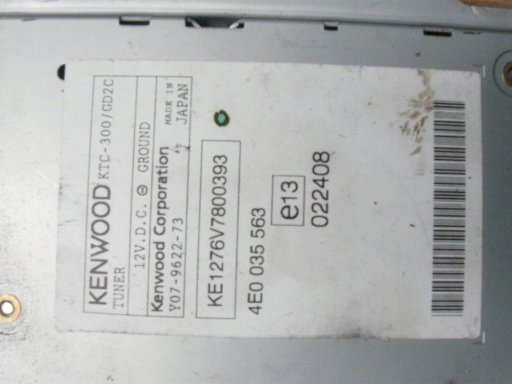 KENWOOD KTC-300/GD2C
TUNER
12V.D.C. ⊖ GROUND
Kenwood Corporation MADE IN
Y07-9622-73 JAPAN
KE1276V7800393
4E0 035 563
e13
022408